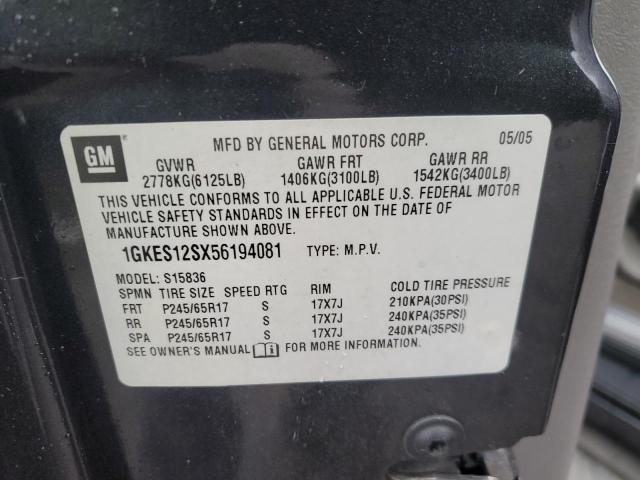 GM
MFD BY GENERAL MOTORS CORP. 05/05
GVWR GAWR FRT GAWR RR
2778KG(6125LB) 1406KG(3100LB) 1542KG(3400LB)
THIS VEHICLE CONFORMS TO ALL APPLICABLE U.S. FEDERAL MOTOR
VEHICLE SAFETY STANDARDS IN EFFECT ON THE DATE OF
MANUFACTURE SHOWN ABOVE.
1GKES12SX56194081 TYPE: M.P.V.
MODEL: S15836
SPMN TIRE SIZE SPEED RTG RIM COLD TIRE PRESSURE
FRT P245/65R17 S 17X7J 210KPA(30PSI)
RR P245/65R17 S 17X7J 240KPA(35PSI)
SPA P245/65R17 S 17X7J 240KPA(35PSI)
SEE OWNER'S MANUAL FOR MORE INFORMATION.